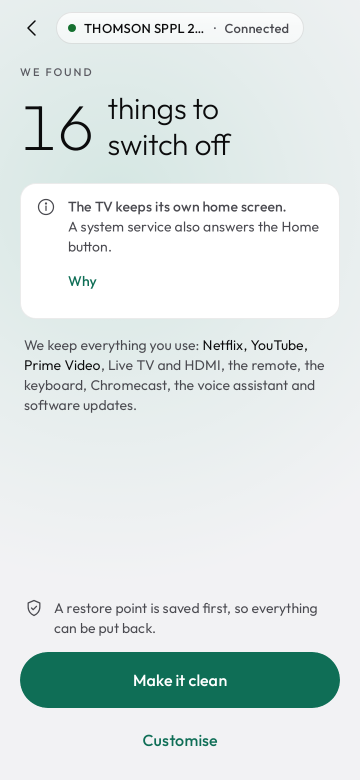 THOMSON SPPL 2... · Connected
WE FOUND
16 things to
switch off
The TV keeps its own home screen.
A system service also answers the Home
button.
Why
We keep everything you use: Netflix, YouTube,
Prime Video, Live TV and HDMI, the remote, the
keyboard, Chromecast, the voice assistant and
software updates.
A restore point is saved first, so everything
can be put back.
Make it clean
Customise